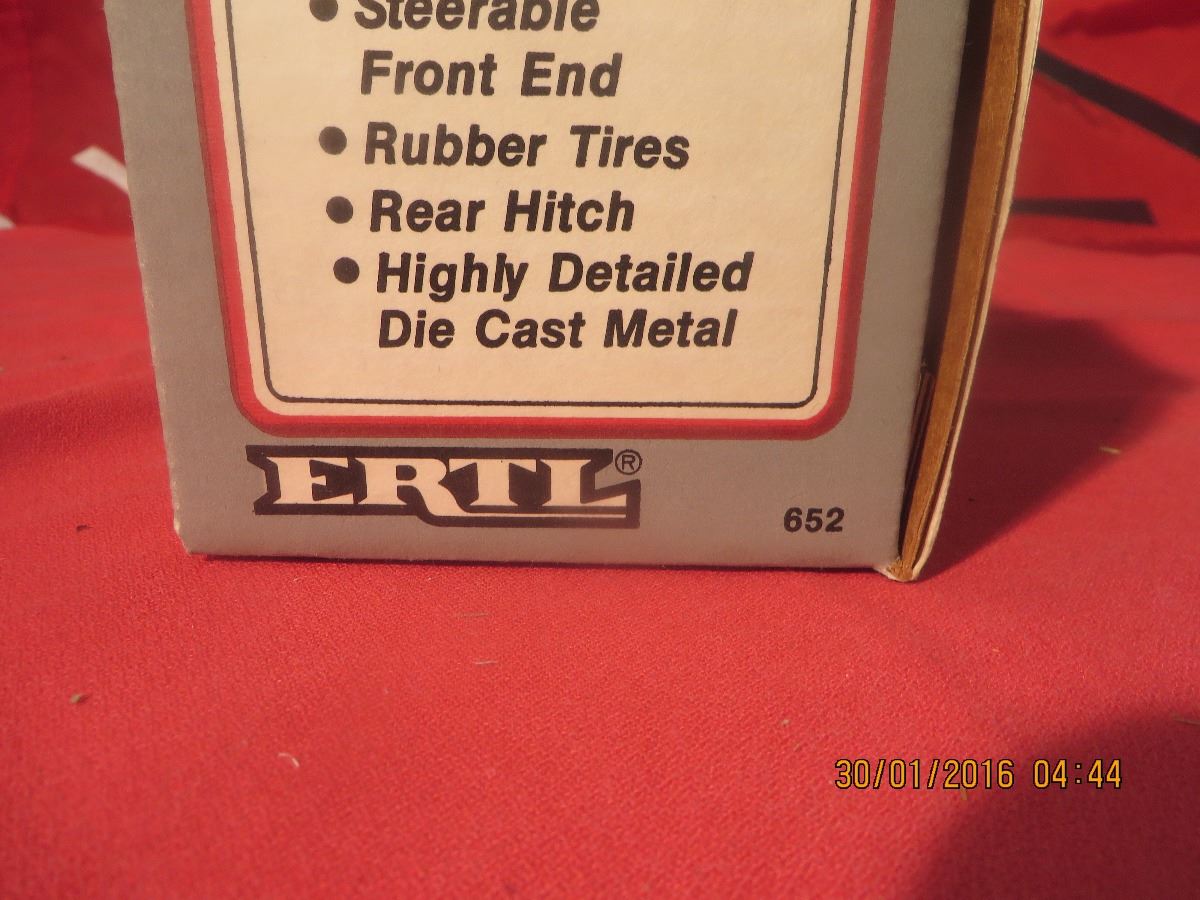 • Steerable
Front End
• Rubber Tires
• Rear Hitch
• Highly Detailed
Die Cast Metal
ERTL®
652
30/01/2016 04:44